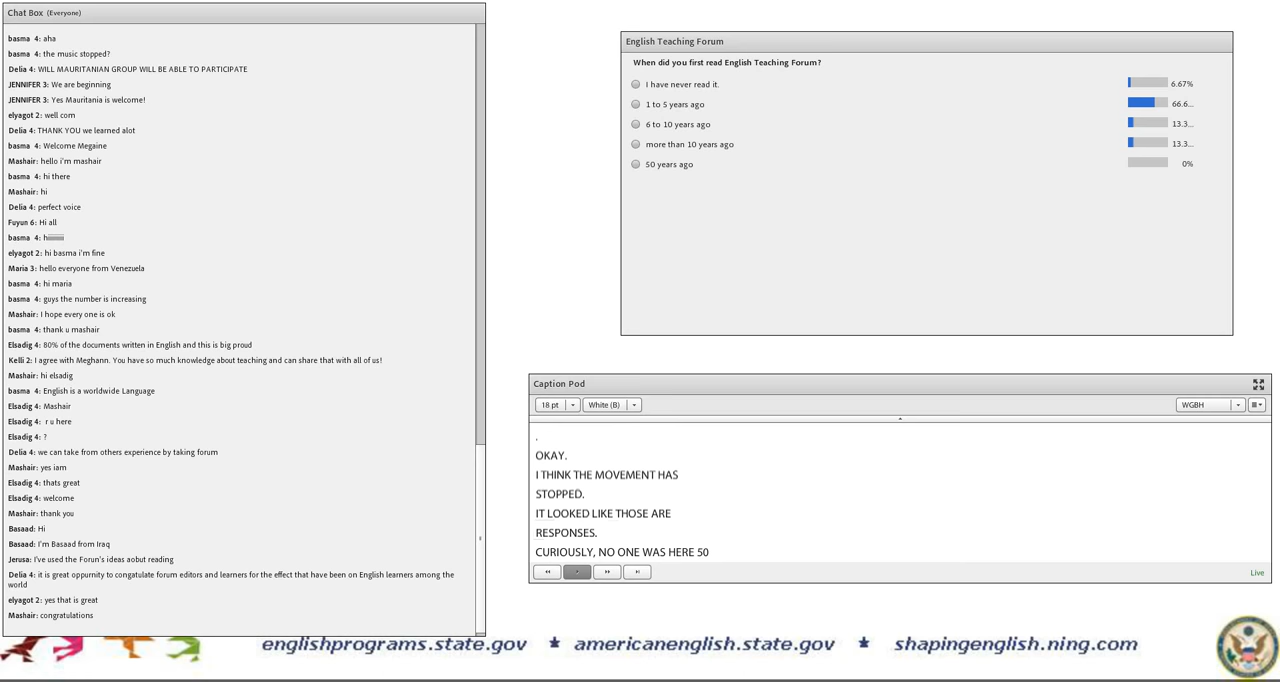 Chat Box (Everyone)
basma 4: aha
basma 4: the music stopped?
Delia 4: WILL MAURITANIAN GROUP WILL BE ABLE TO PARTICIPATE
JENNIFER 3: We are beginning
JENNIFER 3: Yes Mauritania is welcome!
elyagot 2: well com
Delia 4: THANK YOU we learned alot
basma 4: Welcome Megaine
Mashair: hello i'm mashair
basma 4: hi there
Mashair: hi
Delia 4: perfect voice
Fuyun 6: Hi all
basma 4:
elyagot 2: hi basma i'm fine
Maria 3: hello everyone from Venezuela
basma 4: hi maria
basma 4: guys the number is increasing
Mashair: I hope every one is ok
basma 4: thank u mashair
Elsadig 4: 80% of the documents written in English and this is big proud
Kelli 2: I agree with Meghann. You have so much knowledge about teaching and can share that with all of us!
Mashair: hi elsadig
basma 4: English is a worldwide Language
Elsadig 4: Mashair
Elsadig 4: r u here
Elsadig 4: ?
Delia 4: we can take from others experience by taking forum
Mashair: yes iam
Elsadig 4: thats great
Elsadig 4: welcome
Mashair: thank you
Basaad: Hi
Basaad: I'm Basaad from Iraq
Jerusa: I've used the Forun's ideas aobut reading
Delia 4: it is great oppurnity to congatulate forum editors and learners for the effect that have been on English learners among the
world
elyagot 2: yes that is great
Mashair: congratulations
English Teaching Forum
When did you first read English Teaching Forum?
I have never read it. 6.67%
1 to 5 years ago 66.6...
6 to 10 years ago 13.3...
more than 10 years ago 13.3...
50 years ago 0%
Caption Pod
18 pt White (B) WGBH
.
OKAY.
I THINK THE MOVEMENT HAS
STOPPED.
IT LOOKED LIKE THOSE ARE
RESPONSES.
CURIOUSLY, NO ONE WAS HERE 50
Live
englishprograms.state.gov ★ americanenglish.state.gov ★ shapingenglish.ning.com